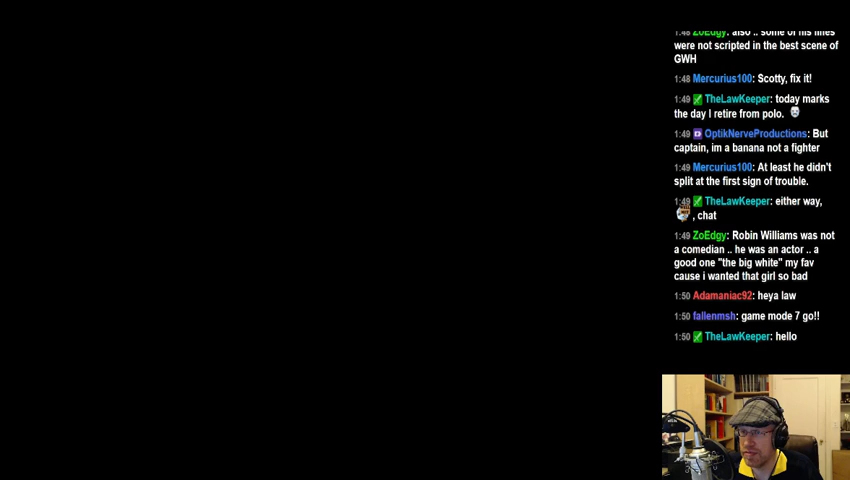 1:48 ZoEdgy: also .. some of his lines
were not scripted in the best scene of
GWH
1:48 Mercurius100: Scotty, fix it!
1:49 TheLawKeeper: today marks
the day I retire from polo.
1:49 OptikNerveProductions: But
captain, im a banana not a fighter
1:49 Mercurius100: At least he didn't
split at the first sign of trouble.
1:49 TheLawKeeper: either way,
, chat
1:49 ZoEdgy: Robin Williams was not
a comedian .. he was an actor .. a
good one "the big white" my fav
cause i wanted that girl so bad
1:50 Adamaniac92: heya law
1:50 fallenmsh: game mode 7 go!!
1:50 TheLawKeeper: hello